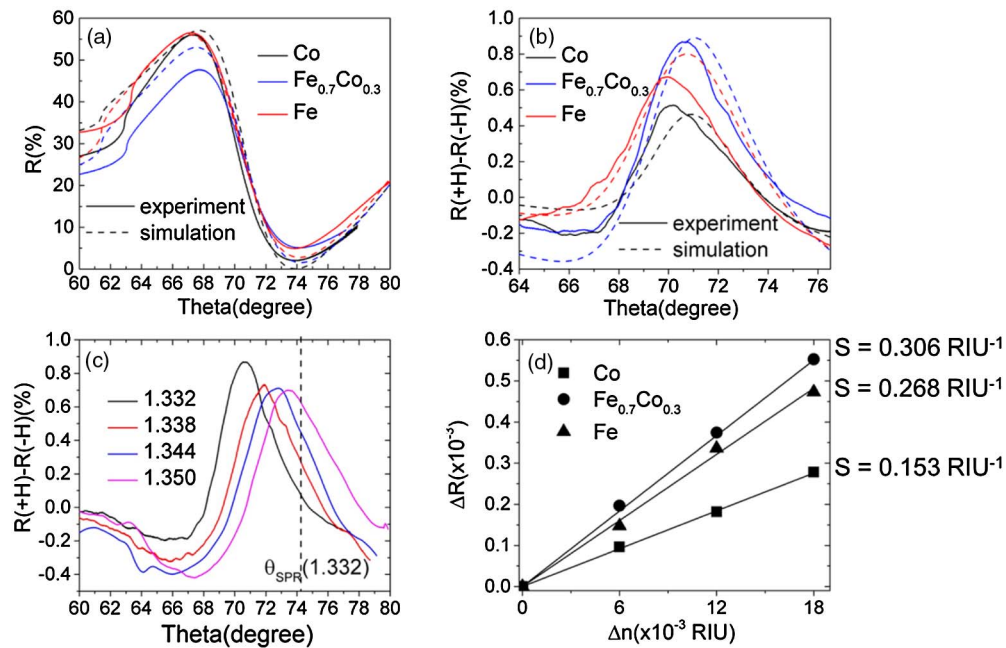 (a)
R(%)
60
50
40
30
20
10
0
Co
Fe0.7Co0.3
Fe
experiment
simulation
60 62 64 66 68 70 72 74 76 78 80
Theta(degree)
(b)
R(+H)-R(-H)(%)
1.0
0.8
0.6
0.4
0.2
0.0
-0.2
-0.4
Co
Fe0.7Co0.3
Fe
experiment
simulation
64 66 68 70 72 74 76
Theta(degree)
(c)
R(+H)-R(-H)(%)
1.0
0.8
0.6
0.4
0.2
0.0
-0.2
-0.4
1.332
1.338
1.344
1.350
θSPR(1.332)
60 62 64 66 68 70 72 74 76 78 80
Theta(degree)
(d)
ΔR(x10-3)
0.6
0.5
0.4
0.3
0.2
0.1
0.0
Co
Fe0.7Co0.3
Fe
S = 0.306 RIU-1
S = 0.268 RIU-1
S = 0.153 RIU-1
0 6 12 18
Δn(x10-3 RIU)